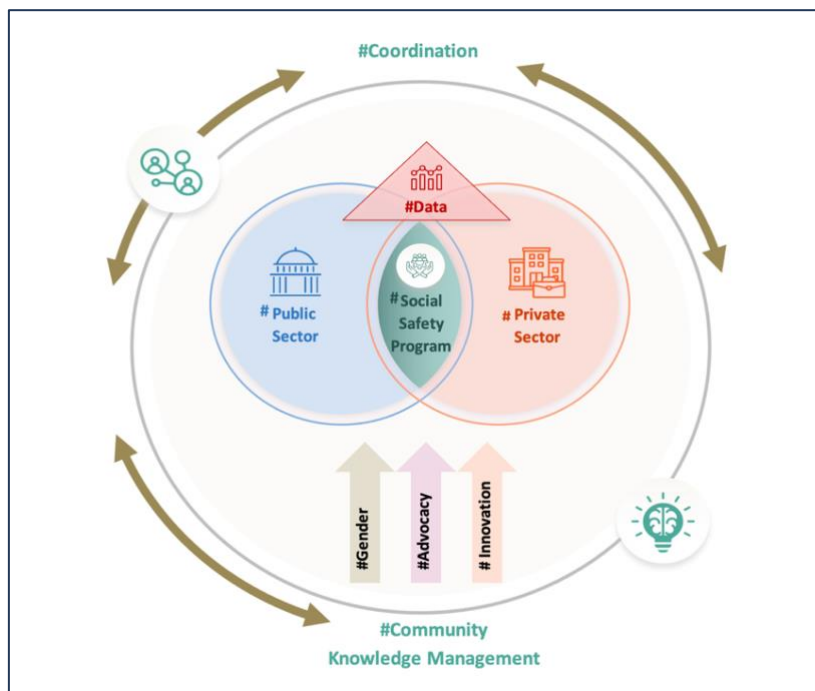 #Coordination
#Data
# Public
Sector
# Social
Safety
Program
# Private
Sector
#Gender
#Advocacy
# Innovation
#Community
Knowledge Management